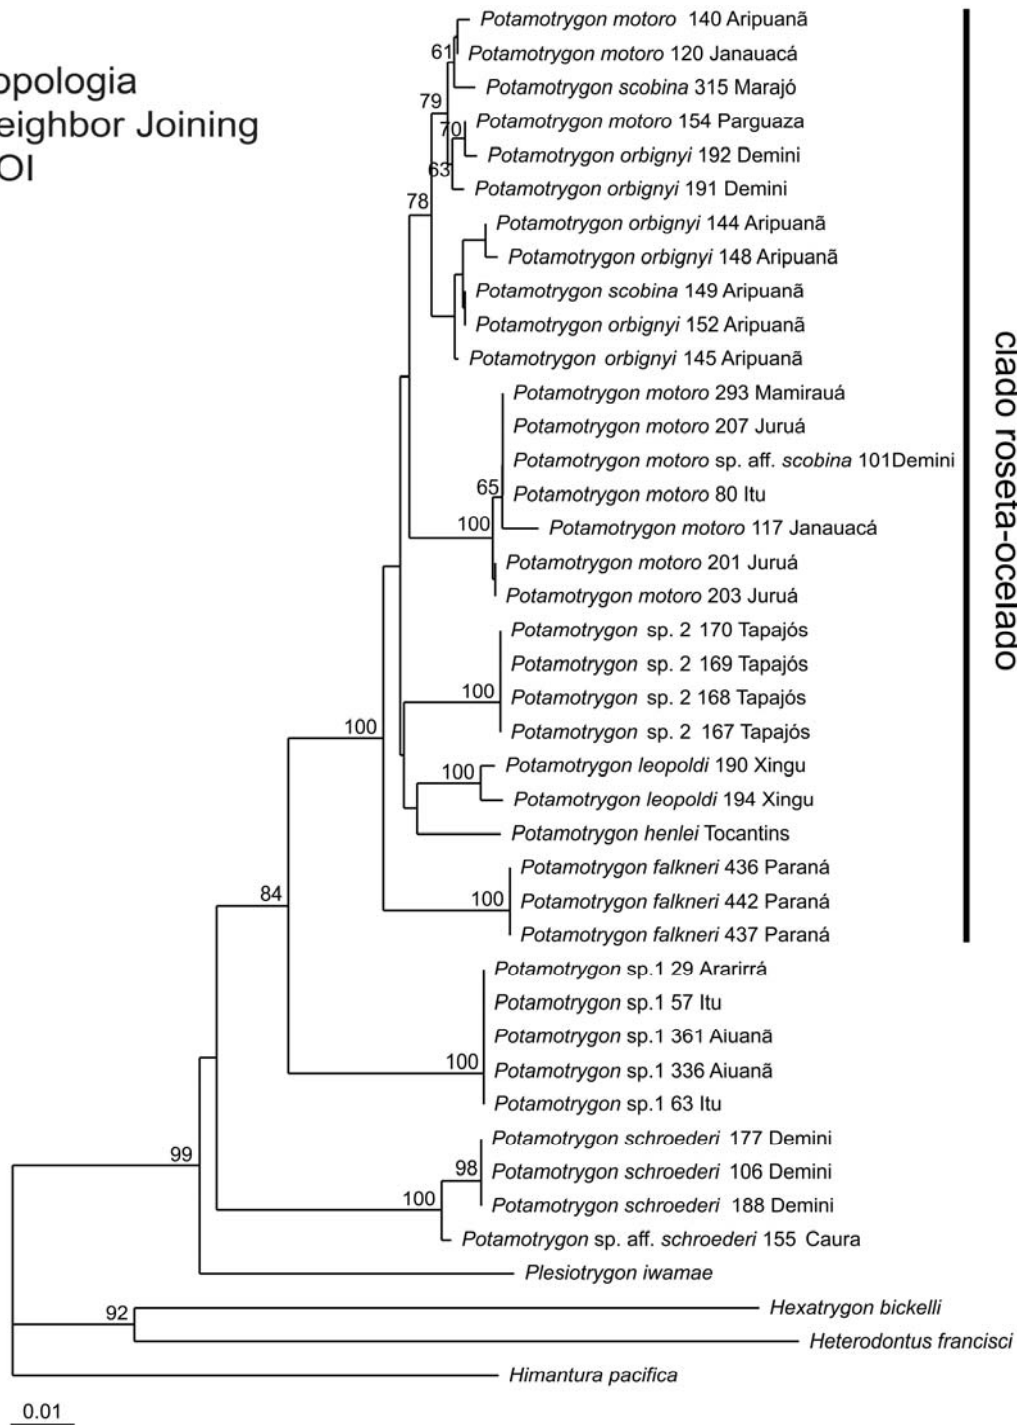 opologia
eighbor Joining
OI
Potamotrygon motoro 140 Aripuanã
61
Potamotrygon motoro 120 Janauacá
Potamotrygon scobina 315 Marajó
79
Potamotrygon motoro 154 Parguaza
70
Potamotrygon orbignyi 192 Demini
63
Potamotrygon orbignyi 191 Demini
78
Potamotrygon orbignyi 144 Aripuanã
Potamotrygon orbignyi 148 Aripuanã
Potamotrygon scobina 149 Aripuanã
Potamotrygon orbignyi 152 Aripuanã
Potamotrygon orbignyi 145 Aripuanã
Potamotrygon motoro 293 Mamirauá
Potamotrygon motoro 207 Juruá
Potamotrygon motoro sp. aff. scobina 101Demini
65
Potamotrygon motoro 80 Itu
100
Potamotrygon motoro 117 Janauacá
Potamotrygon motoro 201 Juruá
Potamotrygon motoro 203 Juruá
Potamotrygon sp. 2 170 Tapajós
Potamotrygon sp. 2 169 Tapajós
100
Potamotrygon sp. 2 168 Tapajós
100
Potamotrygon sp. 2 167 Tapajós
100
Potamotrygon leopoldi 190 Xingu
Potamotrygon leopoldi 194 Xingu
Potamotrygon henlei Tocantins
Potamotrygon falkneri 436 Paraná
84
100
Potamotrygon falkneri 442 Paraná
Potamotrygon falkneri 437 Paraná
clado roseta-ocelado
Potamotrygon sp.1 29 Ararirrá
Potamotrygon sp.1 57 Itu
Potamotrygon sp.1 361 Aiuanã
100
Potamotrygon sp.1 336 Aiuanã
Potamotrygon sp.1 63 Itu
Potamotrygon schroederi 177 Demini
99
98
Potamotrygon schroederi 106 Demini
100
Potamotrygon schroederi 188 Demini
Potamotrygon sp. aff. schroederi 155 Caura
Plesiotrygon iwamae
92
Hexatrygon bickelli
Heterodontus francisci
Himantura pacifica
0.01